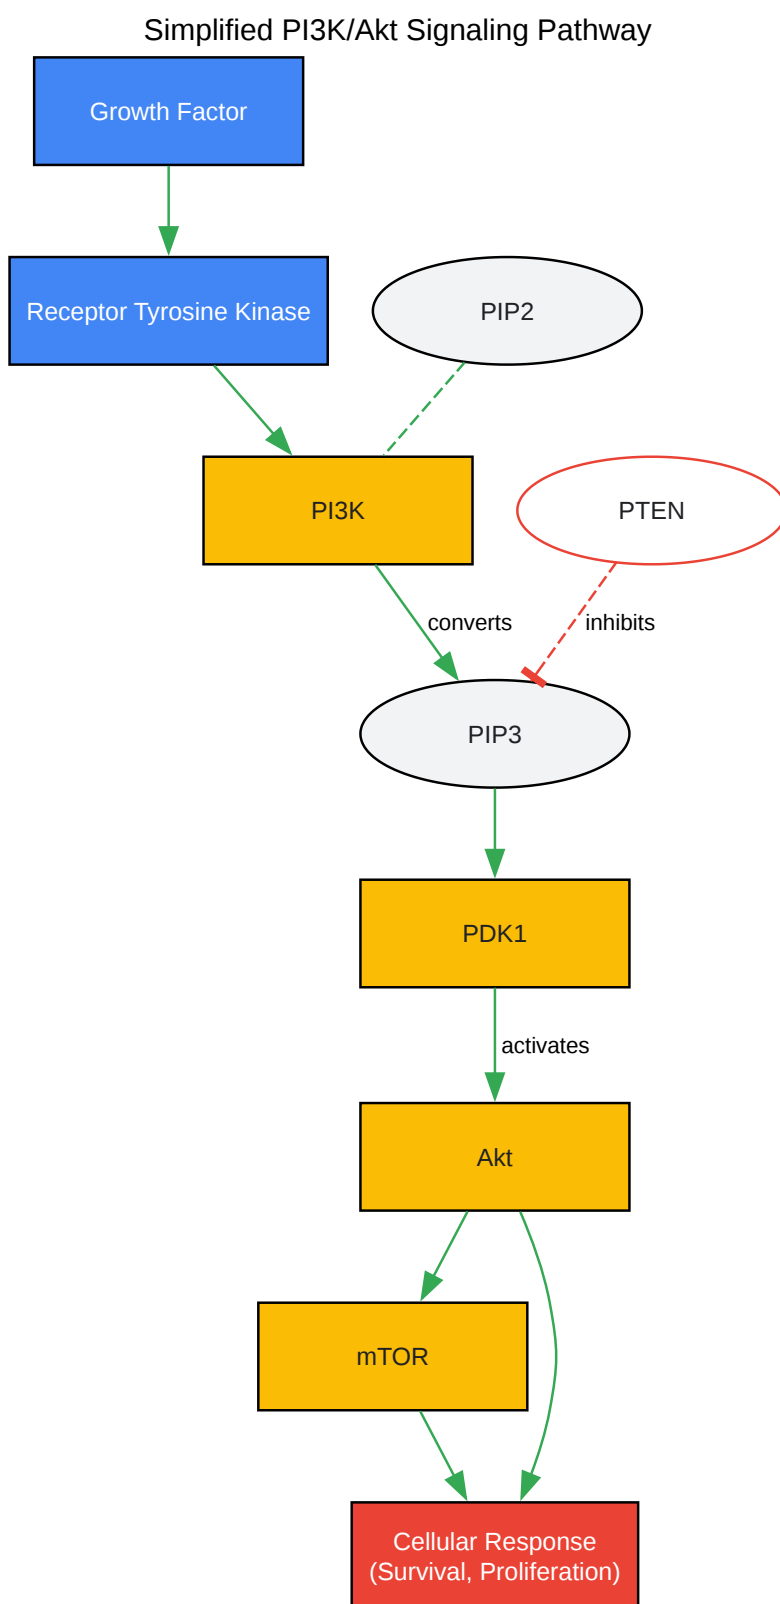 Simplified PI3K/Akt Signaling Pathway
Growth Factor
Receptor Tyrosine Kinase
PIP2
PI3K
PTEN
converts
inhibits
PIP3
PDK1
activates
Akt
mTOR
Cellular Response
(Survival, Proliferation)